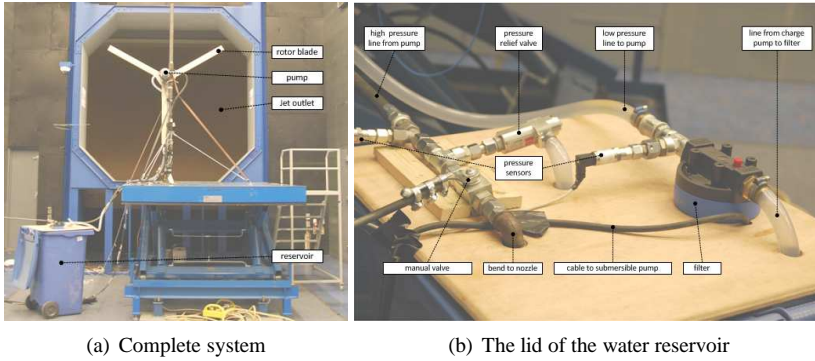 rotor blade
pump
Jet outlet
reservoir
high pressure
line from pump
pressure
relief valve
low pressure
line to pump
line from charge
pump to filter
pressure
sensors
manual valve
bend to nozzle
cable to submersible pump
filter
(a) Complete system
(b) The lid of the water reservoir